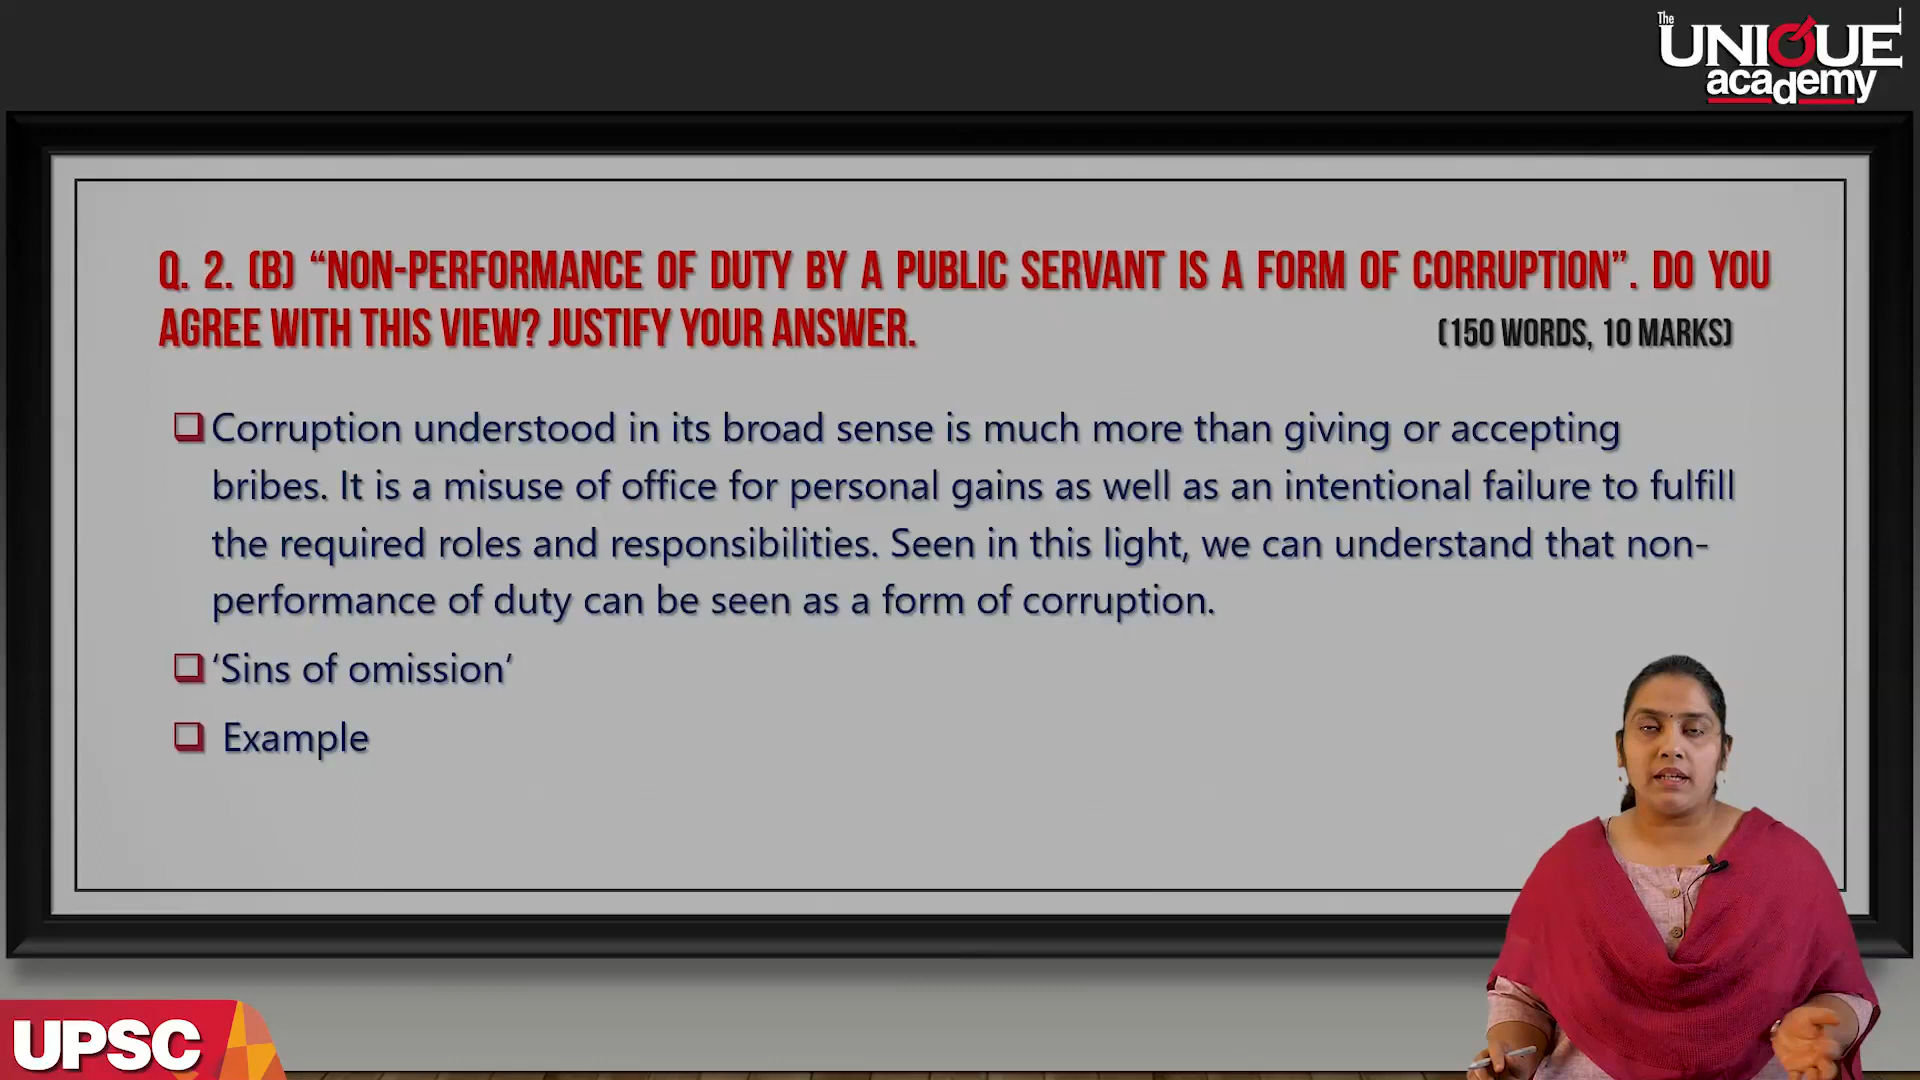 The
UNIQUE
academy
Q. 2. (B) “NON-PERFORMANCE OF DUTY BY A PUBLIC SERVANT IS A FORM OF CORRUPTION”. DO YOU
AGREE WITH THIS VIEW? JUSTIFY YOUR ANSWER. (150 WORDS, 10 MARKS)
Corruption understood in its broad sense is much more than giving or accepting
bribes. It is a misuse of office for personal gains as well as an intentional failure to fulfill
the required roles and responsibilities. Seen in this light, we can understand that non-
performance of duty can be seen as a form of corruption.
‘Sins of omission’
Example
UPSC